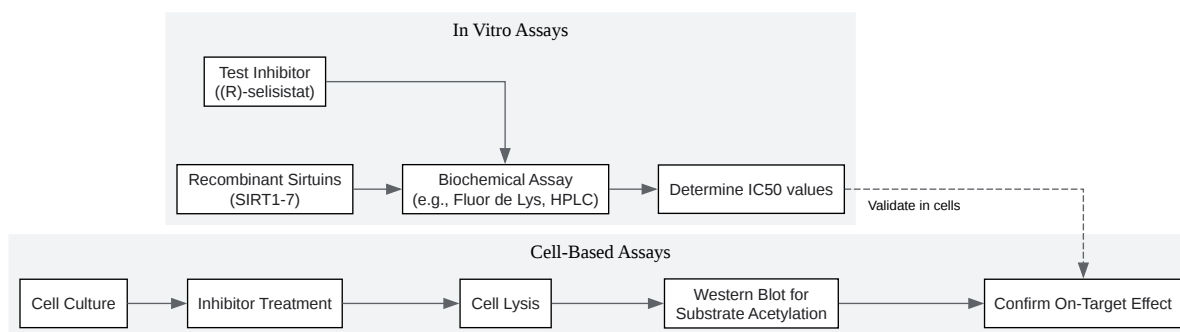 In Vitro Assays
Test Inhibitor
((R)-selisistat)
Recombinant Sirtuins
(SIRT1-7)
Biochemical Assay
(e.g., Fluor de Lys, HPLC)
Determine IC50 values
Validate in cells
Cell-Based Assays
Cell Culture
Inhibitor Treatment
Cell Lysis
Western Blot for
Substrate Acetylation
Confirm On-Target Effect